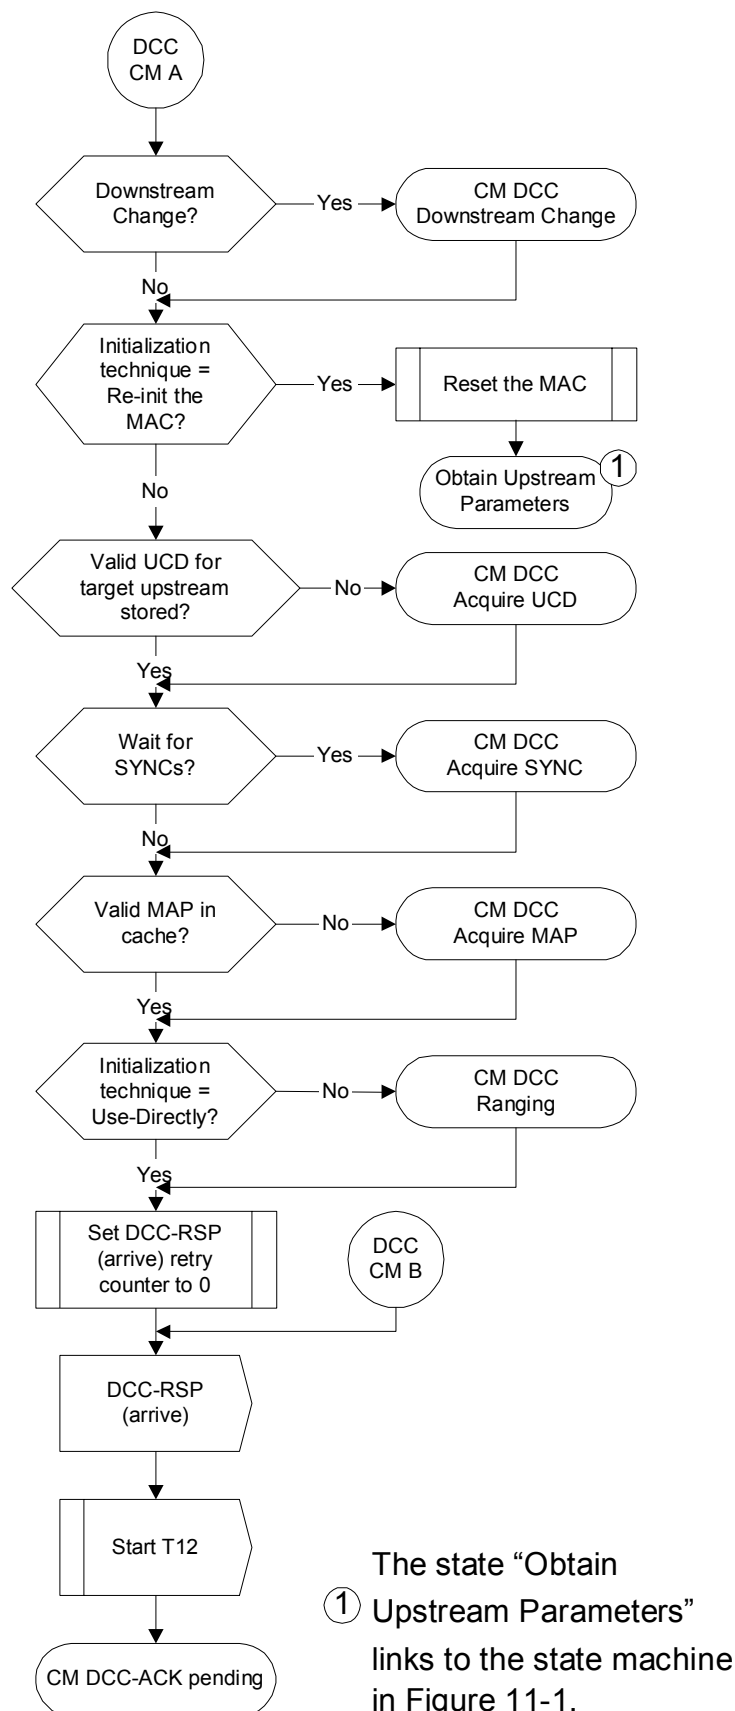 DCC
CM A
Downstream
Change?
Yes
CM DCC
Downstream Change
No
Initialization
technique =
Re-init the
MAC?
Yes
Reset the MAC
No
Obtain Upstream
Parameters
1
Valid UCD for
target upstream
stored?
No
CM DCC
Acquire UCD
Yes
Wait for
SYNCs?
Yes
CM DCC
Acquire SYNC
No
Valid MAP in
cache?
No
CM DCC
Acquire MAP
Yes
Initialization
technique =
Use-Directly?
No
CM DCC
Ranging
Yes
Set DCC-RSP
(arrive) retry
counter to 0
DCC
CM B
DCC-RSP
(arrive)
Start T12
CM DCC-ACK pending
1
The state “Obtain
Upstream Parameters”
links to the state machine
in Figure 11-1.